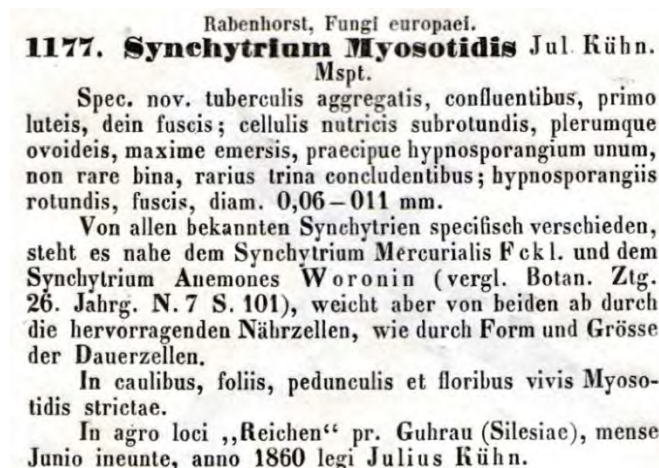 Rabenhorst, Fungi europaei.
1177. Synchytrium Myosotidis Jul. Kühn.
Mspt.
Spec. nov. tuberculis aggregatis, confluentibus, primo
luteis, dein fuscis; cellulis nutricis subrotundis, plerumque
ovoideis, maxime emersis, praecipue hypnosporangium unum,
non rare bina, rarius trina concludentibus; hypnosporangiis
rotundis, fuscis, diam. 0,06–011 mm.
Von allen bekannten Synchytrien specifisch verschieden,
steht es nahe dem Synchytrium Mercurialis Fckl. und dem
Synchytrium Anemones Woronin (vergl. Botan. Ztg.
26. Jahrg. N. 7 S. 101), weicht aber von beiden ab durch
die hervorragenden Nährzellen, wie durch Form und Grösse
der Dauerzellen.
In caulibus, foliis, pedunculis et floribus vivis Myoso-
tidis strictae.
In agro loci „Reichen“ pr. Guhrau (Silesiae), mense
Junio ineunte, anno 1860 legi Julius Kühn.